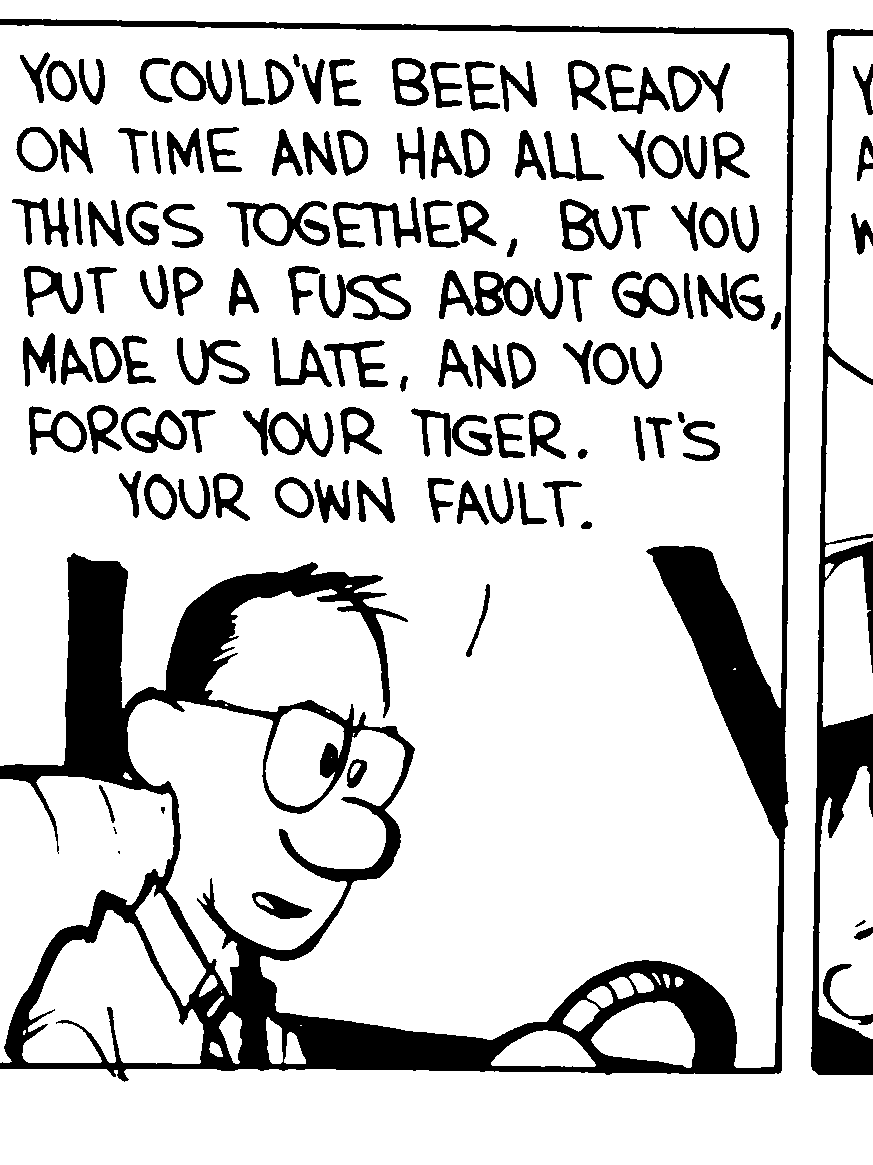 YOU COULD'VE BEEN READY
ON TIME AND HAD ALL YOUR
THINGS TOGETHER, BUT YOU
PUT UP A FUSS ABOUT GOING,
MADE US LATE, AND YOU
FORGOT YOUR TIGER. IT'S
YOUR OWN FAULT.